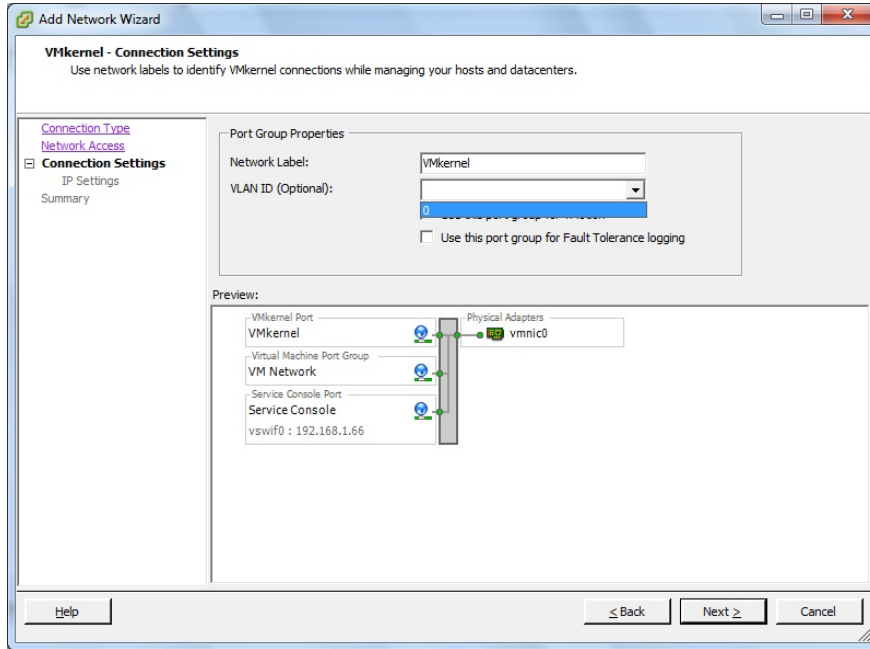 Add Network Wizard
VMkernel - Connection Settings
Use network labels to identify VMkernel connections while managing your hosts and datacenters.
Connection Type
Network Access
Connection Settings
IP Settings
Summary
Port Group Properties
Network Label:
VMkernel
VLAN ID (Optional):
0
Use this port group for Fault Tolerance logging
Preview:
VMkernel Port
VMkernel
Physical Adapters
vmnic0
Virtual Machine Port Group
VM Network
Service Console Port
Service Console
vswif0 : 192.168.1.66
Help
< Back
Next >
Cancel